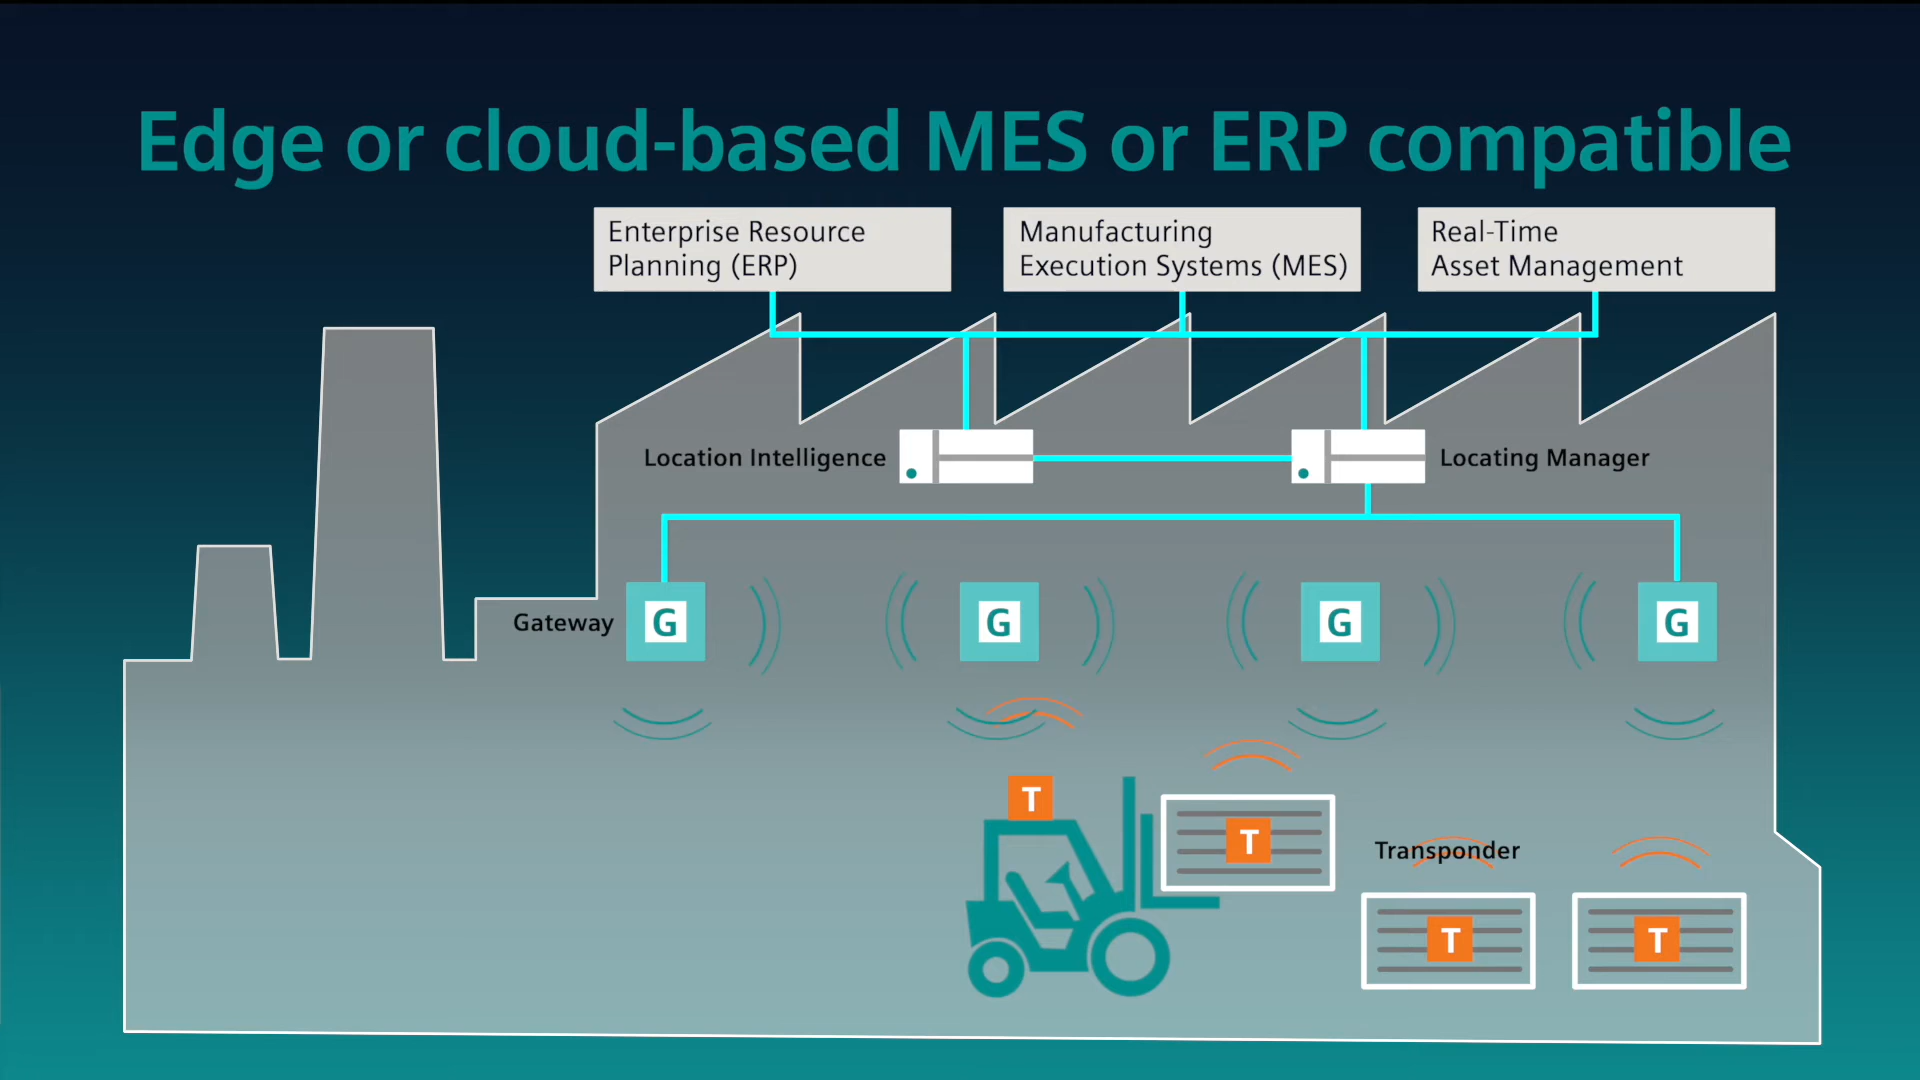 Edge or cloud-based MES or ERP compatible
Enterprise Resource
Planning (ERP)
Manufacturing
Execution Systems (MES)
Real-Time
Asset Management
Location Intelligence
Locating Manager
Gateway
G
G
G
G
T
T
Transponder
T
T